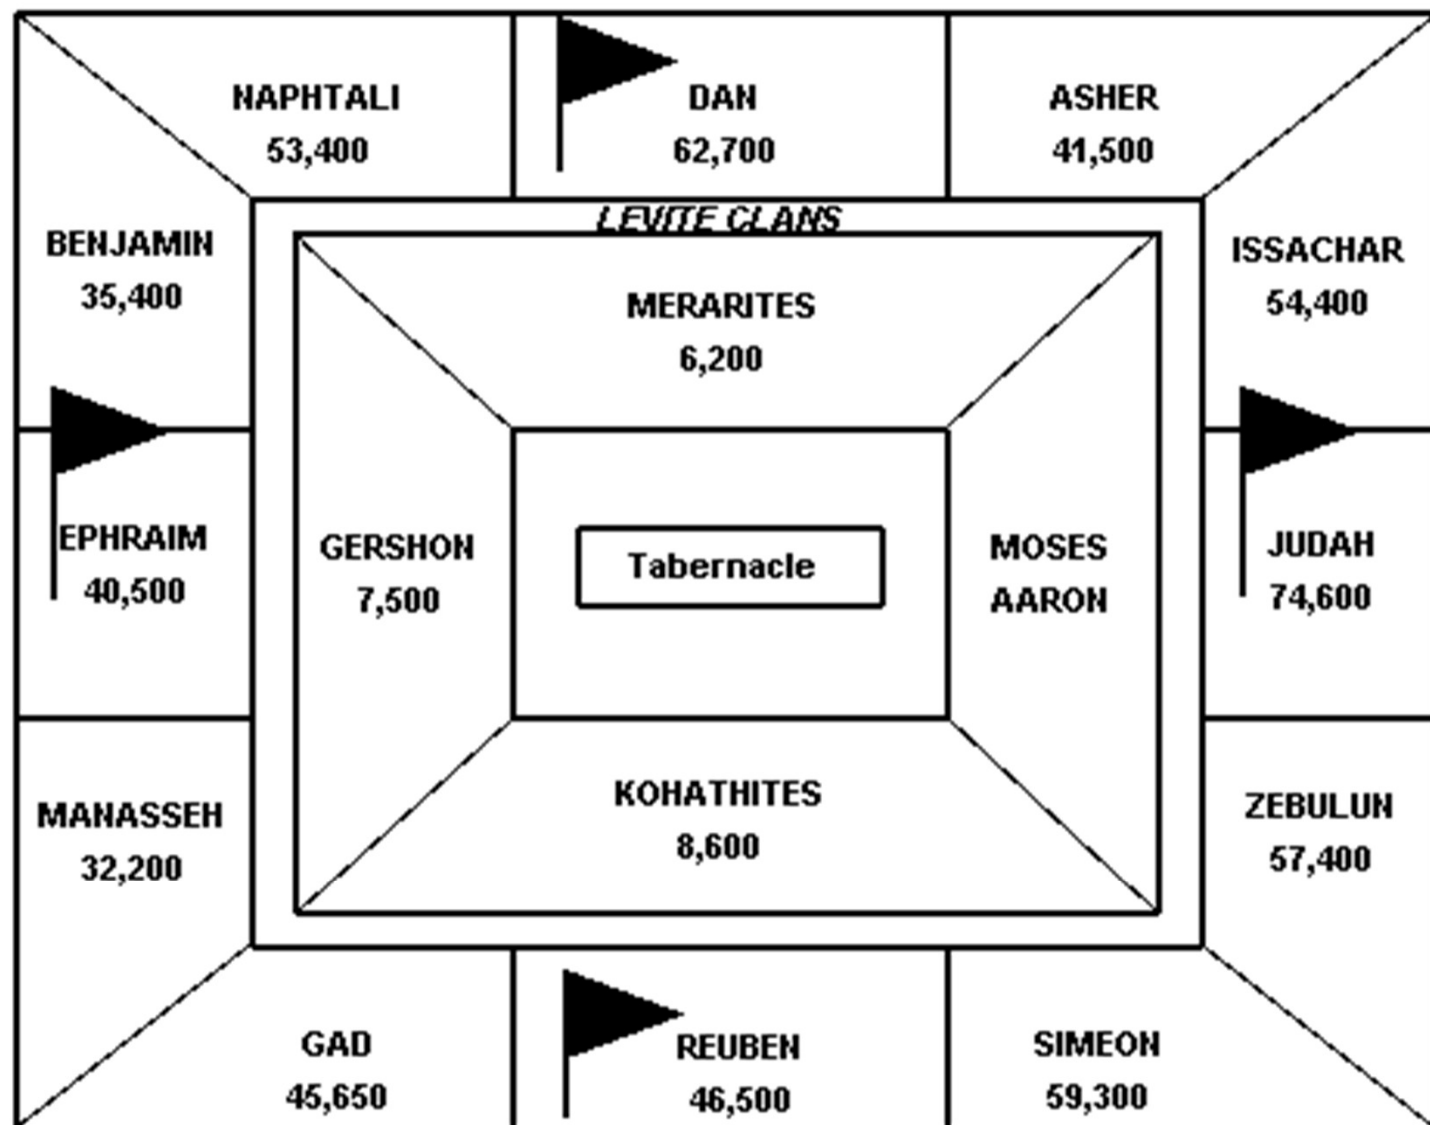 NAPHTALI
53,400
DAN
62,700
ASHER
41,500
BENJAMIN
35,400
LEVITE CLANS
ISSACHAR
54,400
MERARITES
6,200
EPHRAIM
40,500
GERSHON
7,500
Tabernacle
MOSES
AARON
JUDAH
74,600
MANASSEH
32,200
KOHATHITES
8,600
ZEBULUN
57,400
GAD
45,650
REUBEN
46,500
SIMEON
59,300